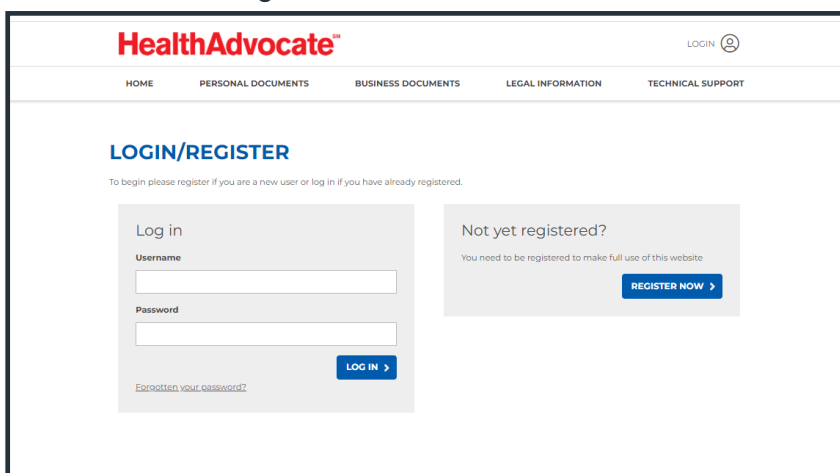 HealthAdvocate℠
LOGIN
HOME PERSONAL DOCUMENTS BUSINESS DOCUMENTS LEGAL INFORMATION TECHNICAL SUPPORT
LOGIN/REGISTER
To begin please register if you are a new user or log in if you have already registered.
Log in
Username
Password
LOG IN
Forgotten your password?
Not yet registered?
You need to be registered to make full use of this website
REGISTER NOW